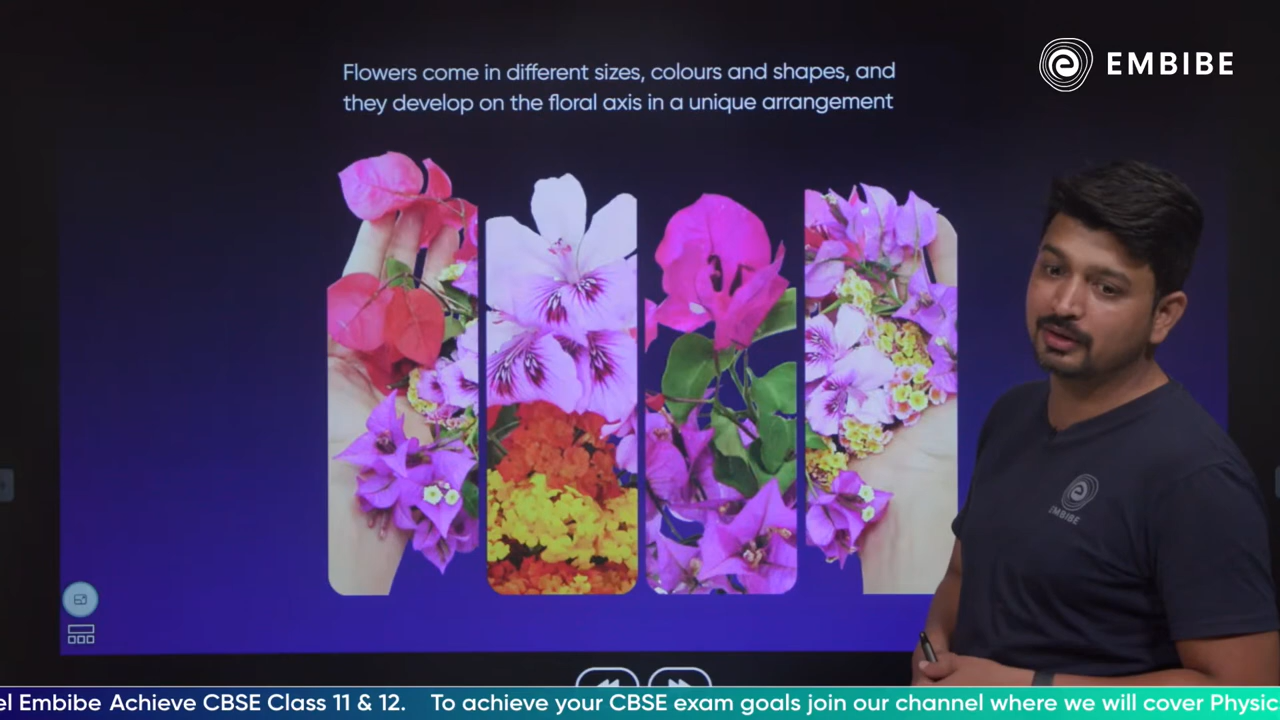 Flowers come in different sizes, colours and shapes, and
they develop on the floral axis in a unique arrangement
EMBIBE
EMBIBE
el Embibe Achieve CBSE Class 11 & 12. To achieve your CBSE exam goals join our channel where we will cover Physic